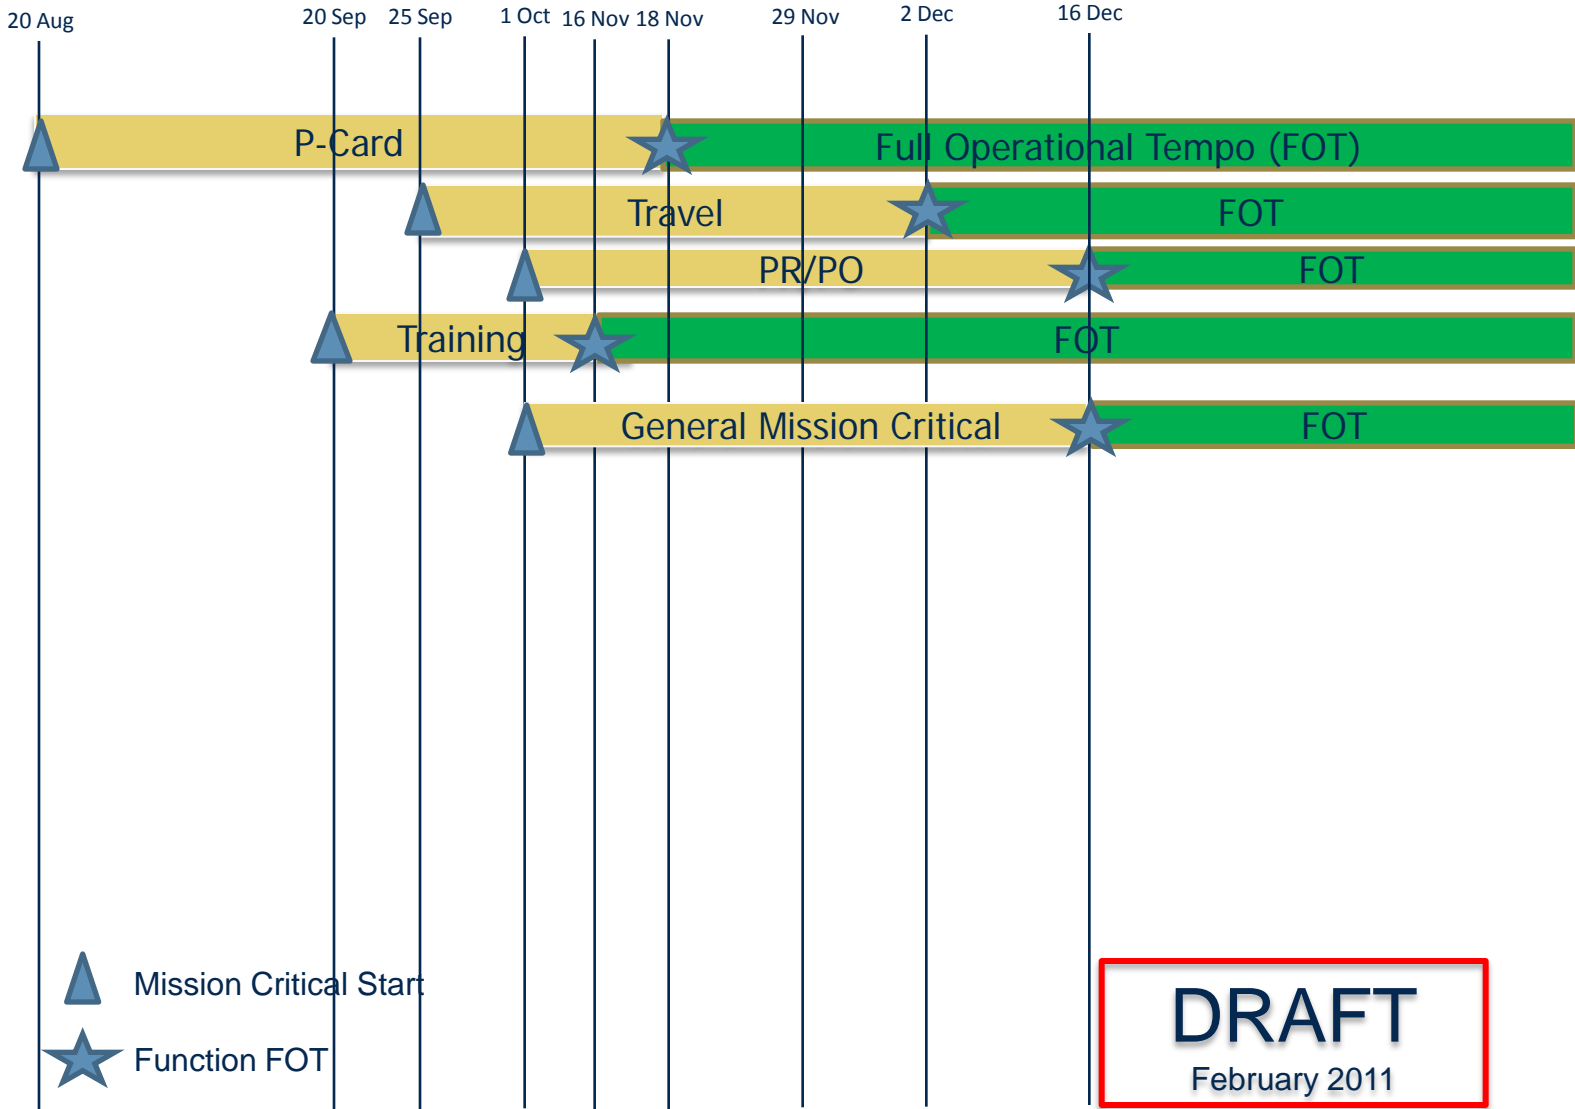 20 Aug
20 Sep
25 Sep
1 Oct
16 Nov
18 Nov
29 Nov
2 Dec
16 Dec
P-Card
Full Operational Tempo (FOT)
Travel
FOT
PR/PO
FOT
Training
FOT
General Mission Critical
FOT
Mission Critical Start
Function FOT
DRAFT
February 2011